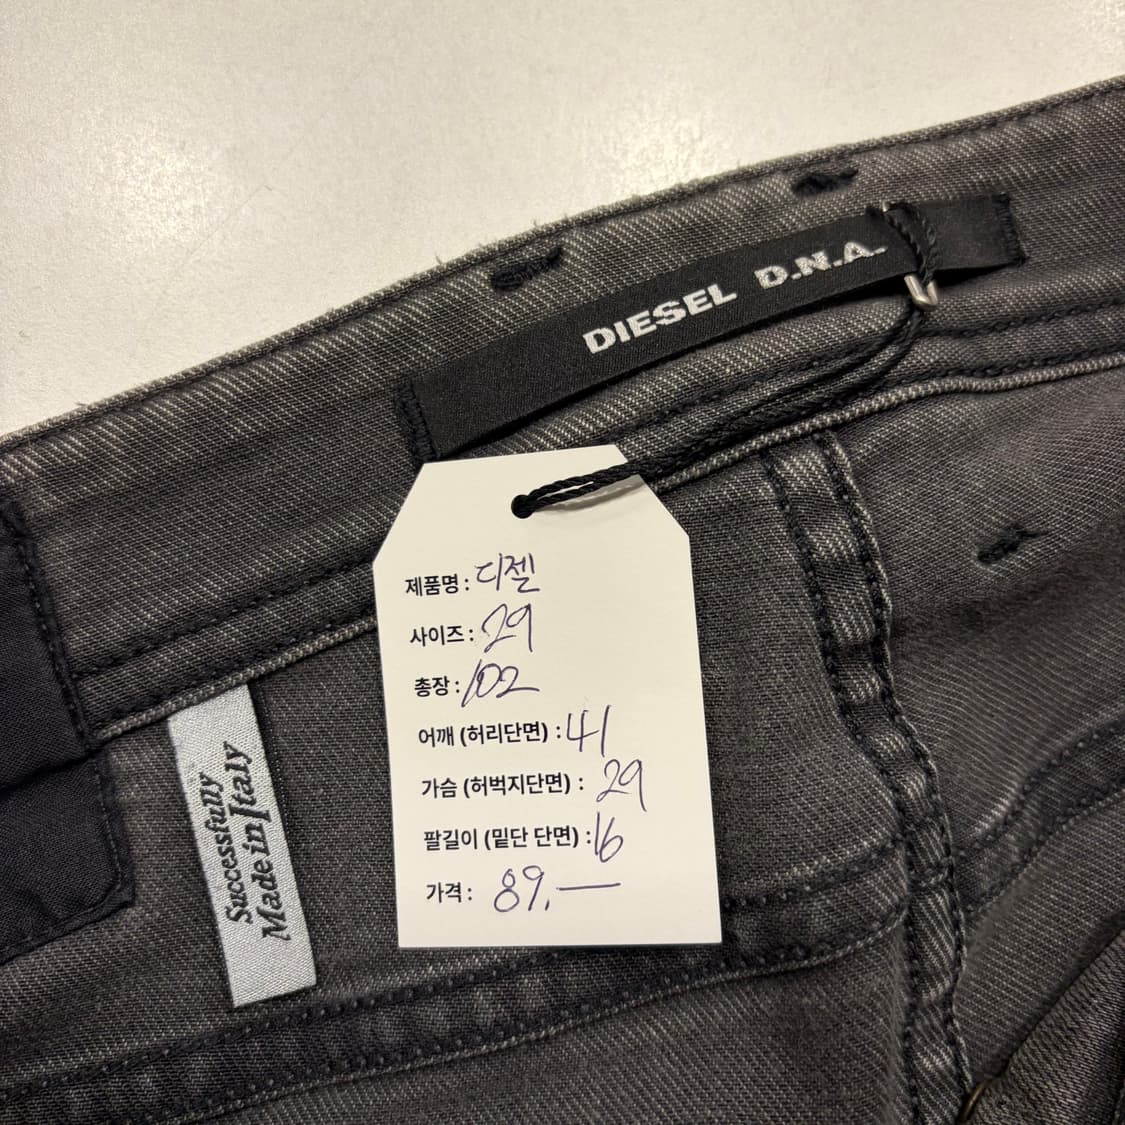 DIESEL D.N.A.
제품명: 디젤
사이즈: 29
총장: 102
어깨 (허리단면) : 41
가슴 (허벅지단면) : 29
팔길이 (밑단 단면) : 16
가격: 89.—
Successfully
Made in Italy